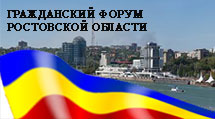 ГРАЖДАНСКИЙ ФОРУМ
РОСТОВСКОЙ ОБЛАСТИ